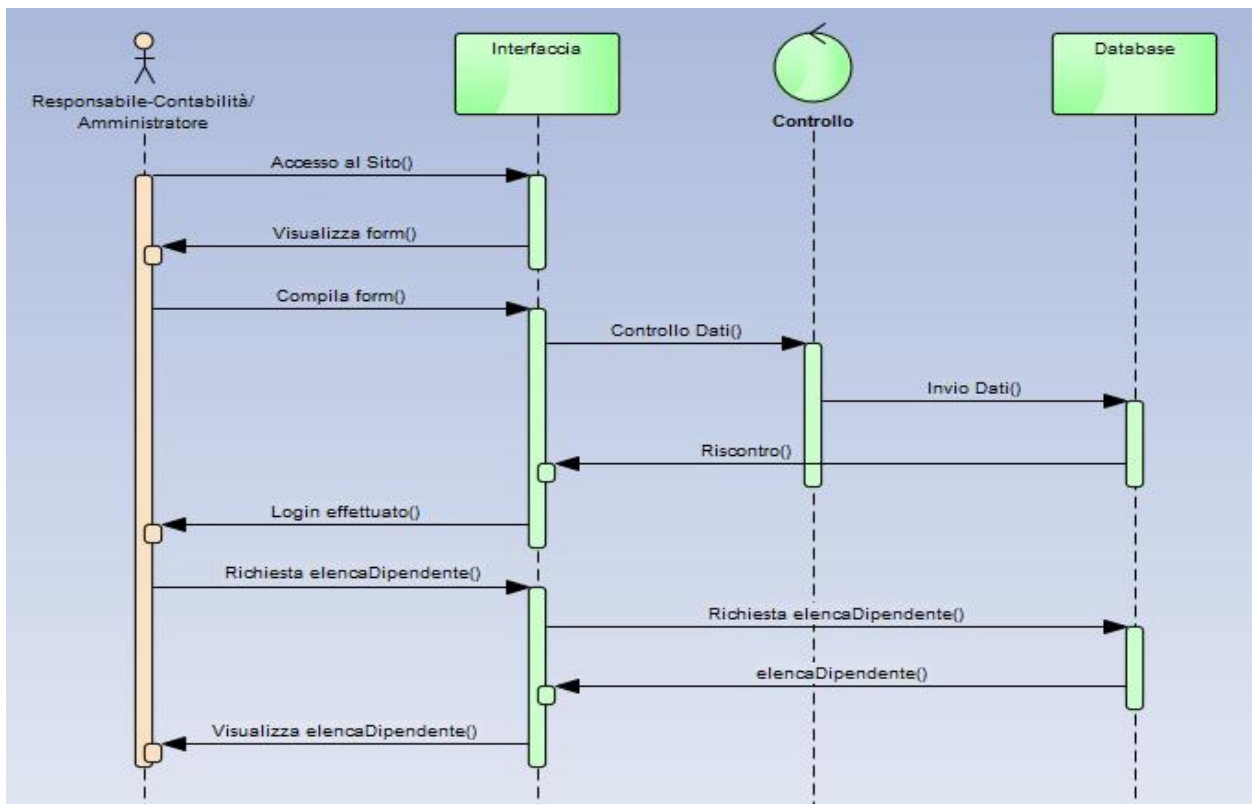 Interfaccia
Database
Responsabile-Contabilità/
Amministratore
Controllo
Accesso al Sito()
Visualizza form()
Compila form()
Controllo Dati()
Invio Dati()
Riscontro()
Login effettuato()
Richiesta elencaDipendente()
Richiesta elencaDipendente()
elencaDipendente()
Visualizza elencaDipendente()